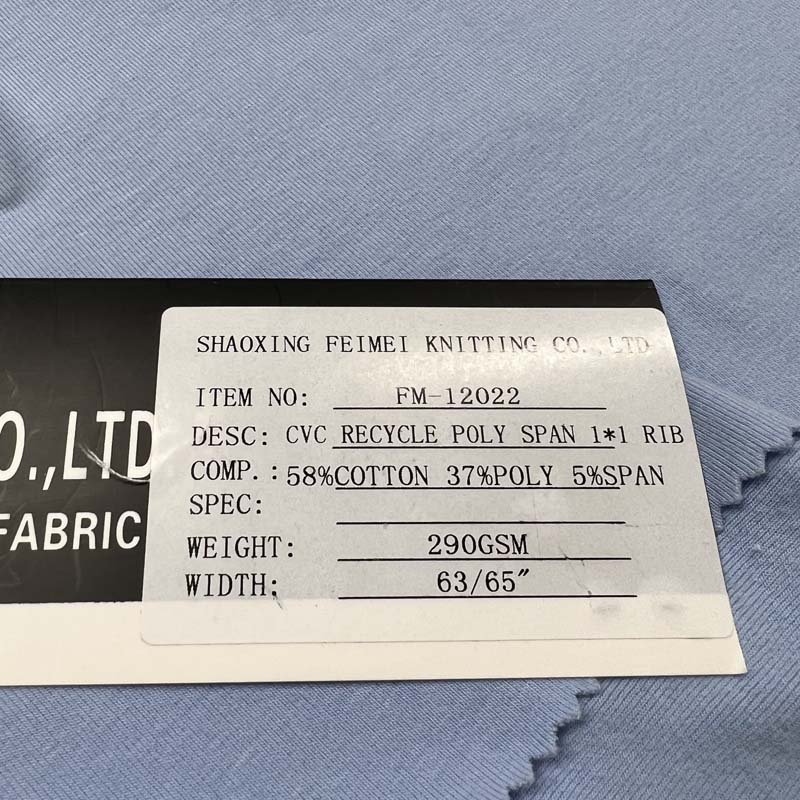 SHAOXING FEIMEI KNITTING CO.,LTD
ITEM NO: FM-12022
DESC: CVC RECYCLE POLY SPAN 1*1 RIB
COMP.: 58%COTTON 37%POLY 5%SPAN
SPEC:
WEIGHT: 290GSM
WIDTH: 63/65"
O.,LTD
FABRIC